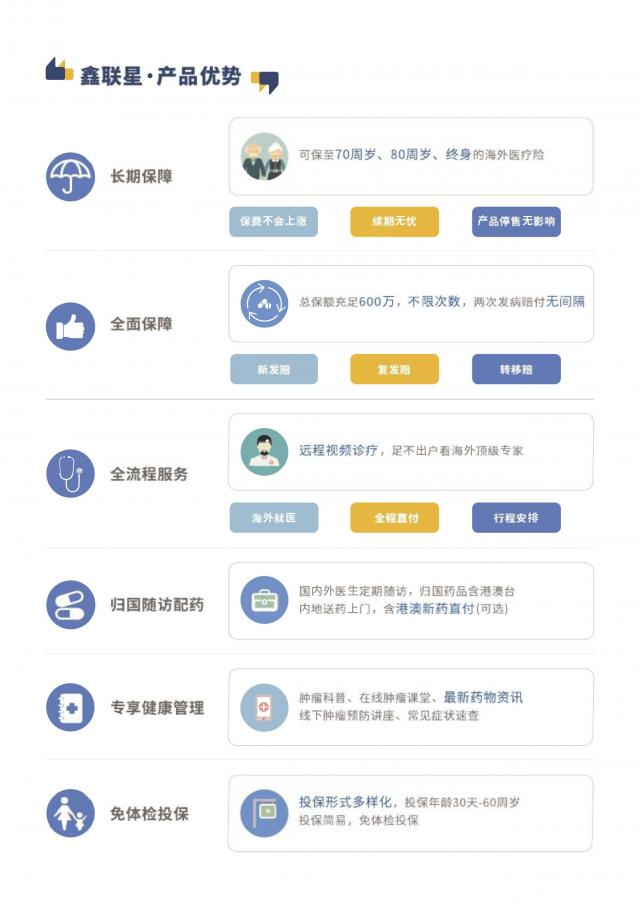 鑫联星·产品优势
长期保障
可保至70周岁、80周岁、终身的海外医疗险
保费不会上涨
续期无忧
产品停售无影响
全面保障
总保额充足600万，不限次数，两次发病赔付无间隔
新发赔
复发赔
转移赔
全流程服务
远程视频诊疗，足不出户看海外顶级专家
海外就医
全程直付
行程安排
归国随访配药
国内外医生定期随访，归国药品含港澳台
内地送药上门，含港澳新药直付(可选)
专享健康管理
肿瘤科普、在线肿瘤课堂、最新药物资讯
线下肿瘤预防讲座、常见症状速查
免体检投保
投保形式多样化，投保年龄30天-60周岁
投保简易，免体检投保